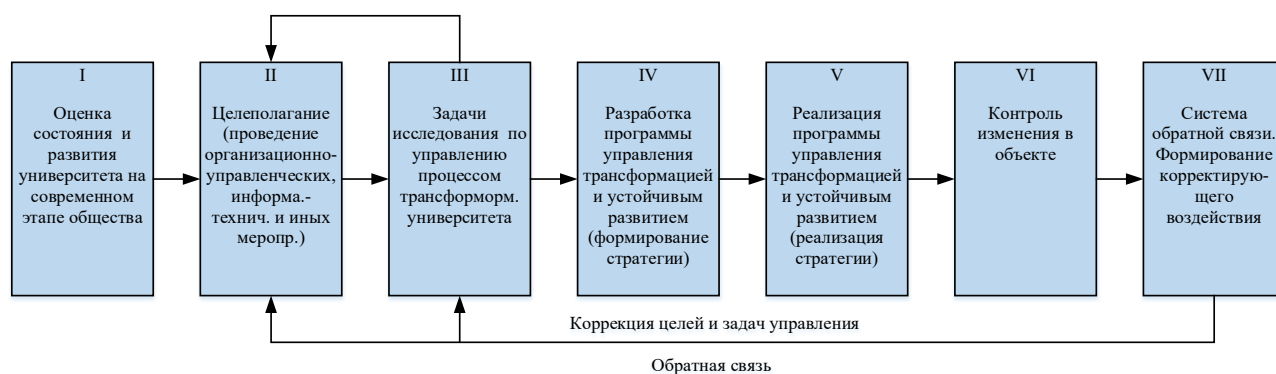 I
Оценка
состояния и
развития
университета на
современном
этапе общества
II
Целеполагание
(проведение
организационно-
управленческих,
информа.-
технич. и иных
меропр.)
III
Задачи
исследования по
управлению
процессом
трансформорм.
университета
IV
Разработка
программы
управления
трансформацией
и устойчивым
развитием
(формирование
стратегии)
V
Реализация
программы
управления
трансформацией
и устойчивым
развитием
(реализация
стратегии)
VI
Контроль
изменения в
объекте
VII
Система
обратной связи.
Формирование
корректирую-
щего
воздействия
Коррекция целей и задач управления
Обратная связь